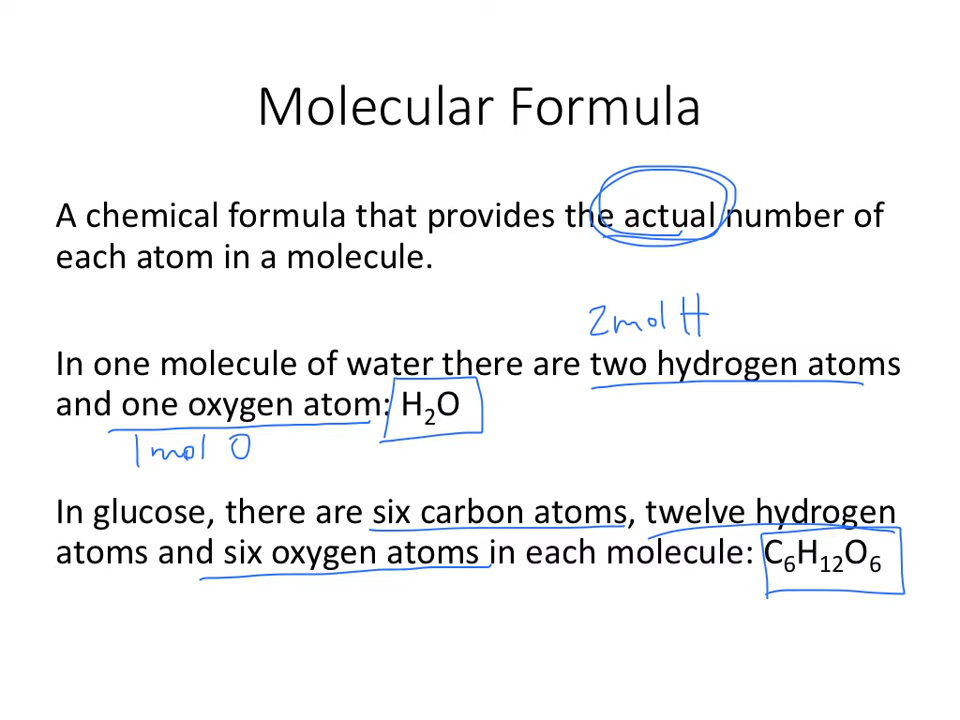 Molecular Formula
A chemical formula that provides the actual number of
each atom in a molecule.
2mol H
In one molecule of water there are two hydrogen atoms
and one oxygen atom: H₂O
1mol O
In glucose, there are six carbon atoms, twelve hydrogen
atoms and six oxygen atoms in each molecule: C₆H₁₂O₆